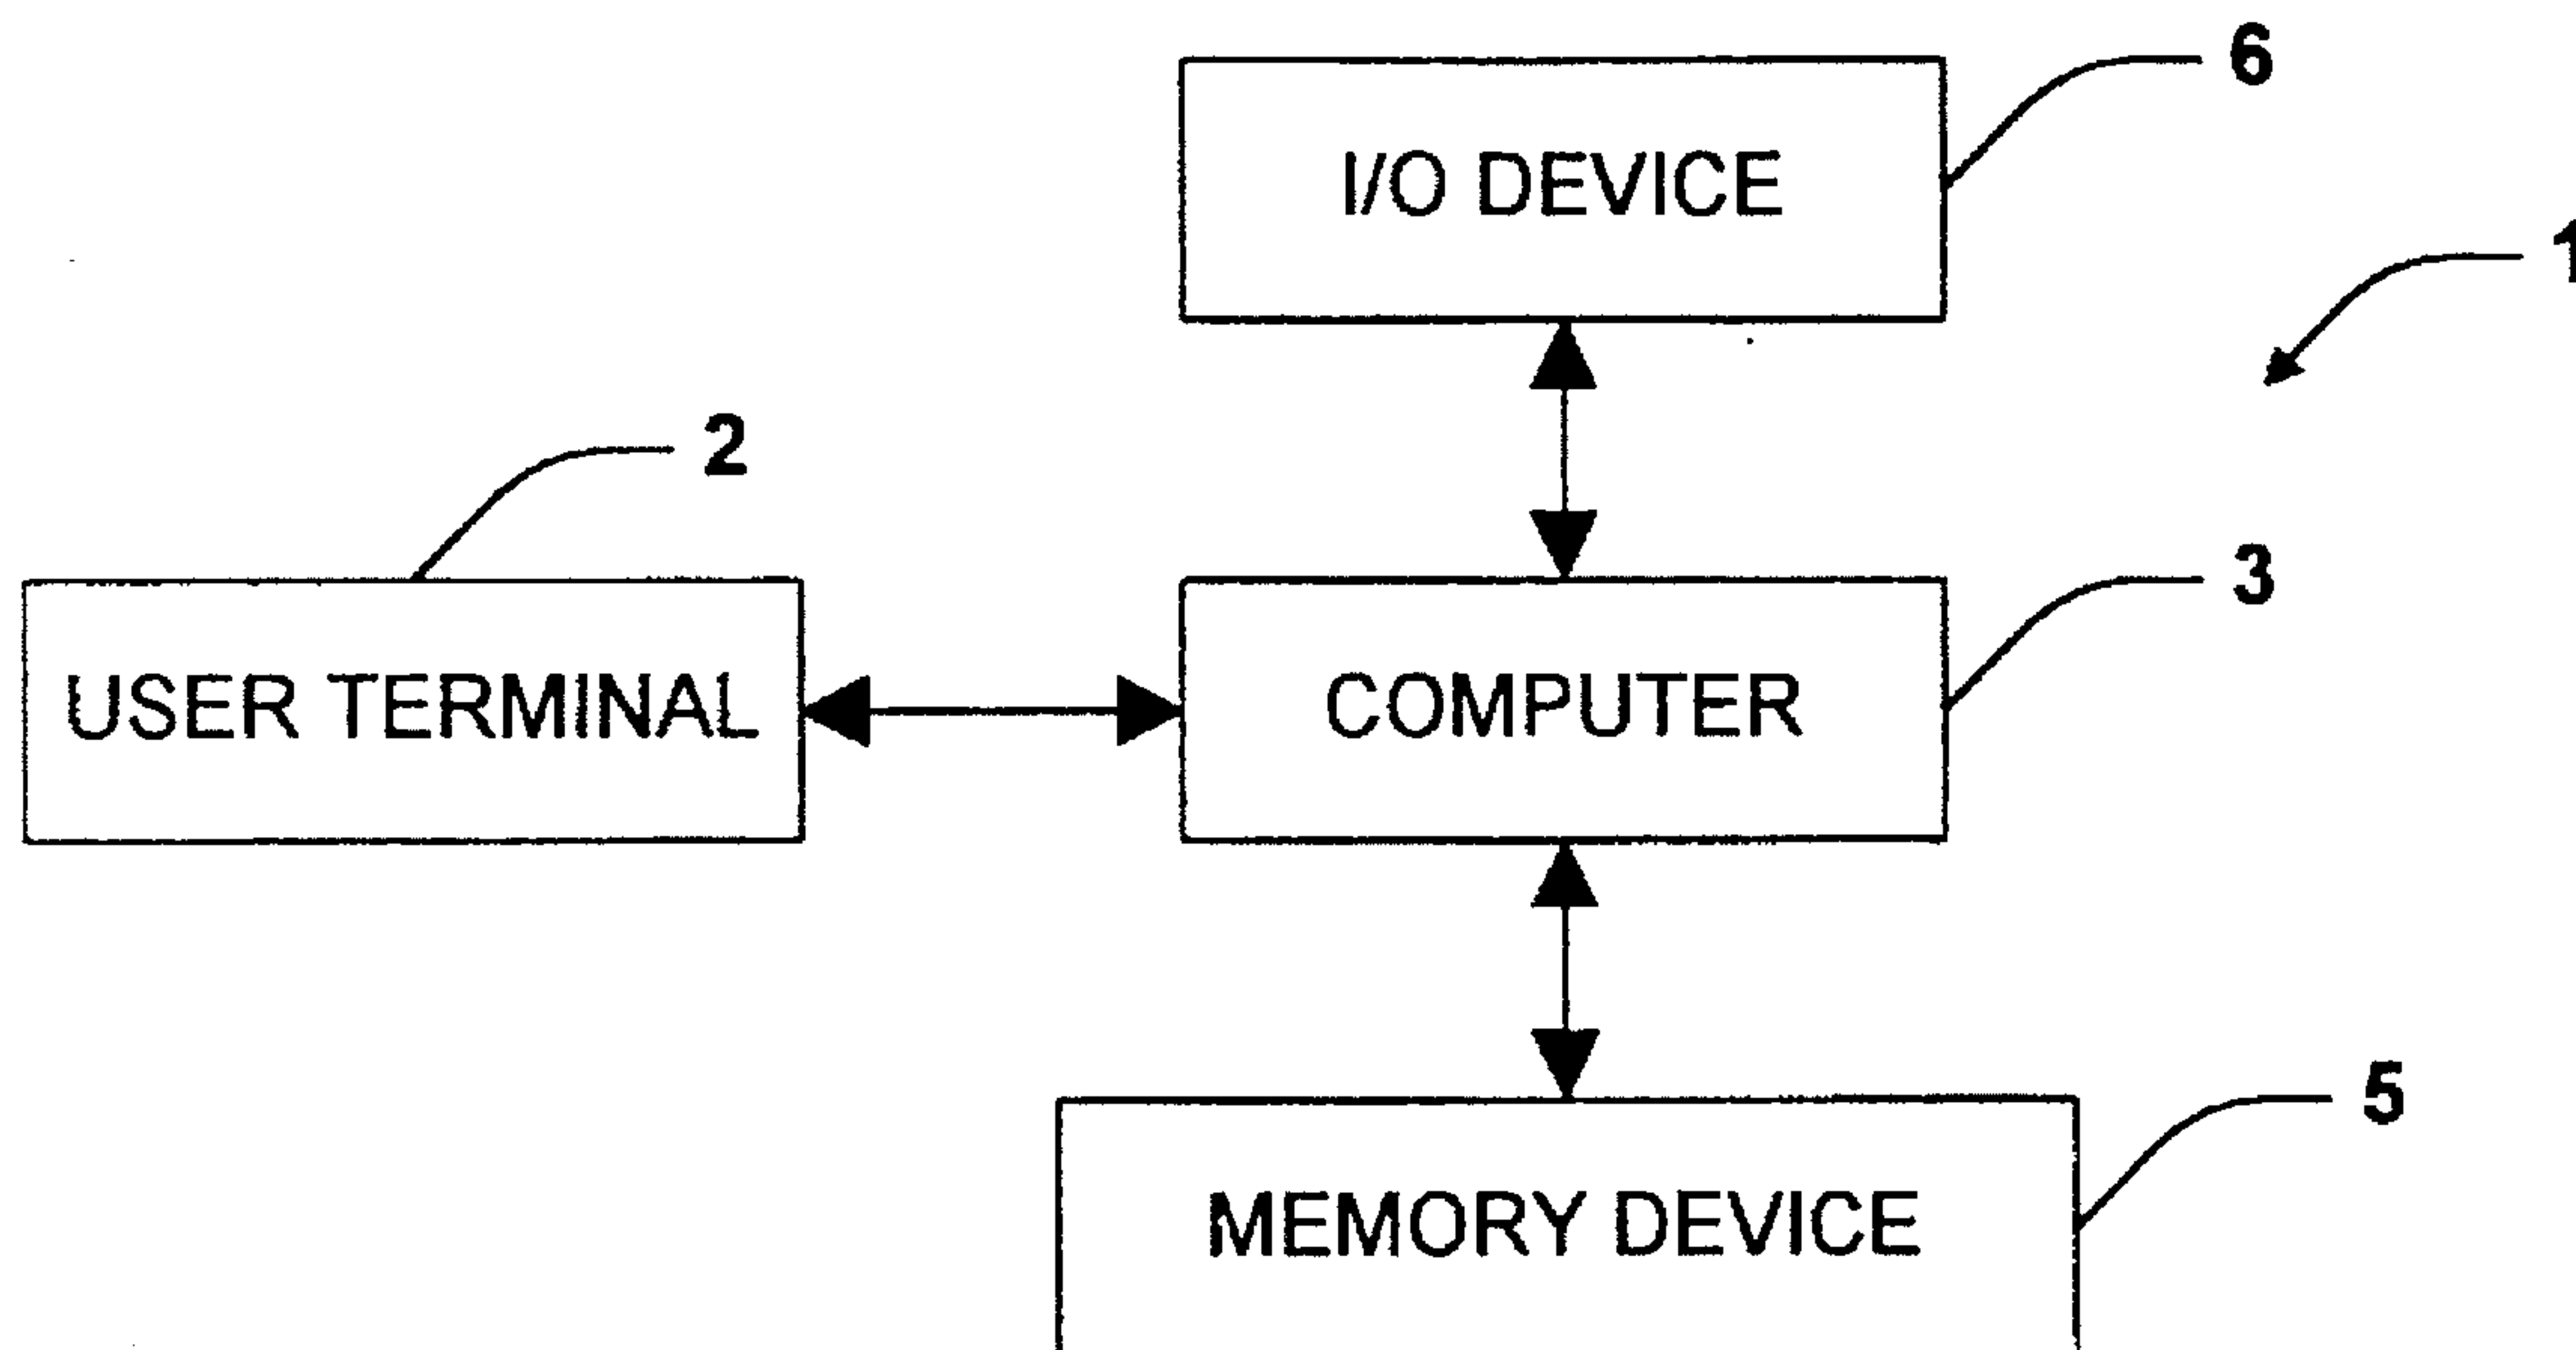 6
I/O DEVICE
1
2
3
USER TERMINAL
COMPUTER
5
MEMORY DEVICE